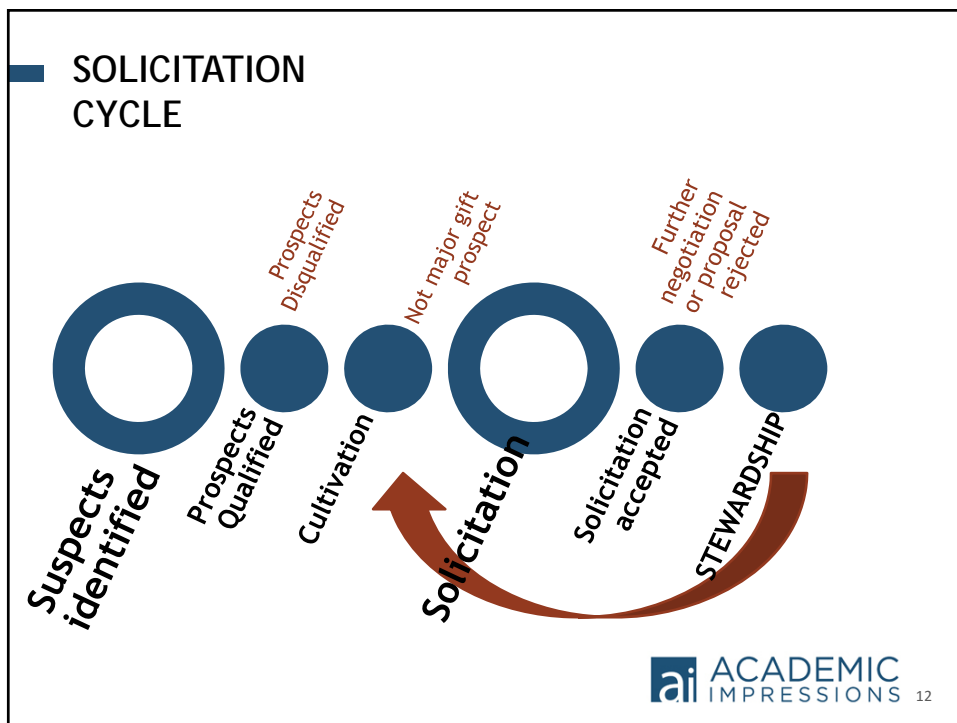 SOLICITATION
CYCLE
Suspects
identified
Prospects
Disqualified
Prospects
Qualified
Not major gift
prospect
Cultivation
Solicitation
Further
negotiation
or proposal
rejected
Solicitation
accepted
STEWARDSHIP
ai ACADEMIC
IMPRESSIONS
12